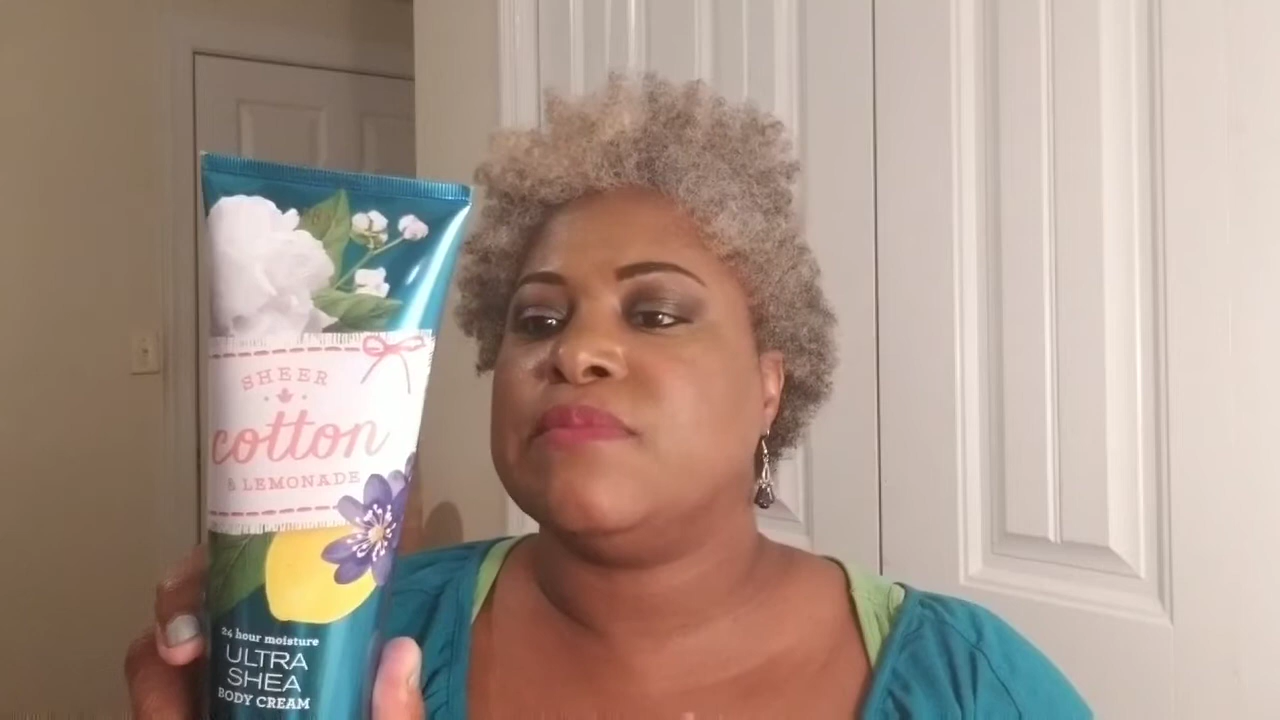 SHEER
cotton
& LEMONADE
24 hour moisture
ULTRA
SHEA
BODY CREAM